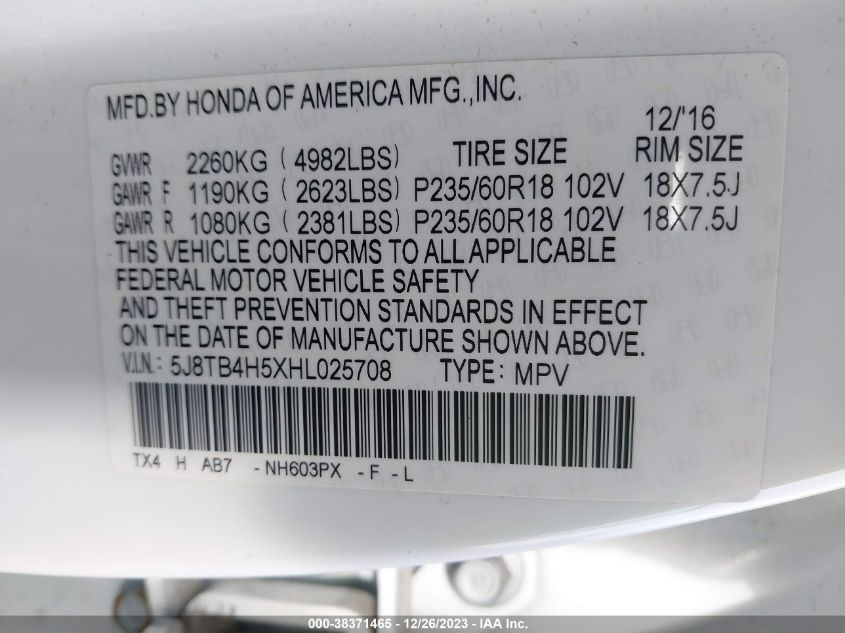 MFD.BY HONDA OF AMERICA MFG.,INC.
12/'16
GVWR 2260KG ( 4982LBS) TIRE SIZE RIM SIZE
GAWR F 1190KG ( 2623LBS) P235/60R18 102V 18X7.5J
GAWR R 1080KG ( 2381LBS) P235/60R18 102V 18X7.5J
THIS VEHICLE CONFORMS TO ALL APPLICABLE
FEDERAL MOTOR VEHICLE SAFETY
AND THEFT PREVENTION STANDARDS IN EFFECT
ON THE DATE OF MANUFACTURE SHOWN ABOVE.
V.I.N.: 5J8TB4H5XHL025708 TYPE: MPV
TX4 H AB7 -NH603PX -F -L
000-38371465 - 12/26/2023 - IAA Inc.